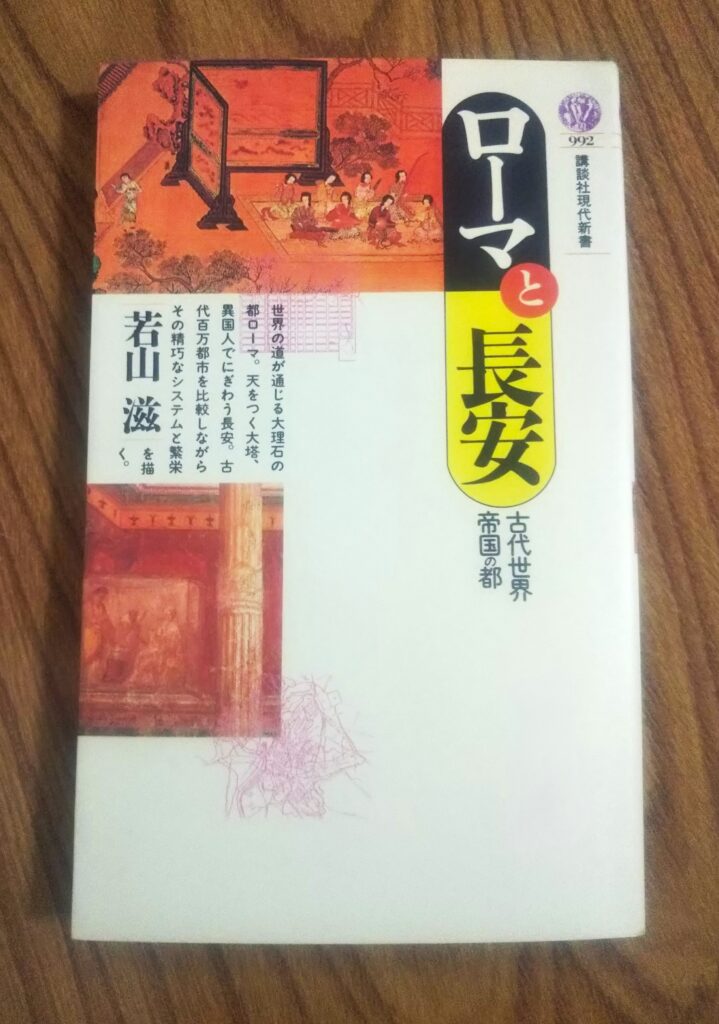 992
講談社現代新書
ローマと長安
古代世界
帝国の都
世界の道が通じる大理石の
都ローマ。天をつく大塔、
異国人でにぎわう長安。古
代百万都市を比較しながら
その精巧なシステムと繁栄
を描
く。
若山 滋